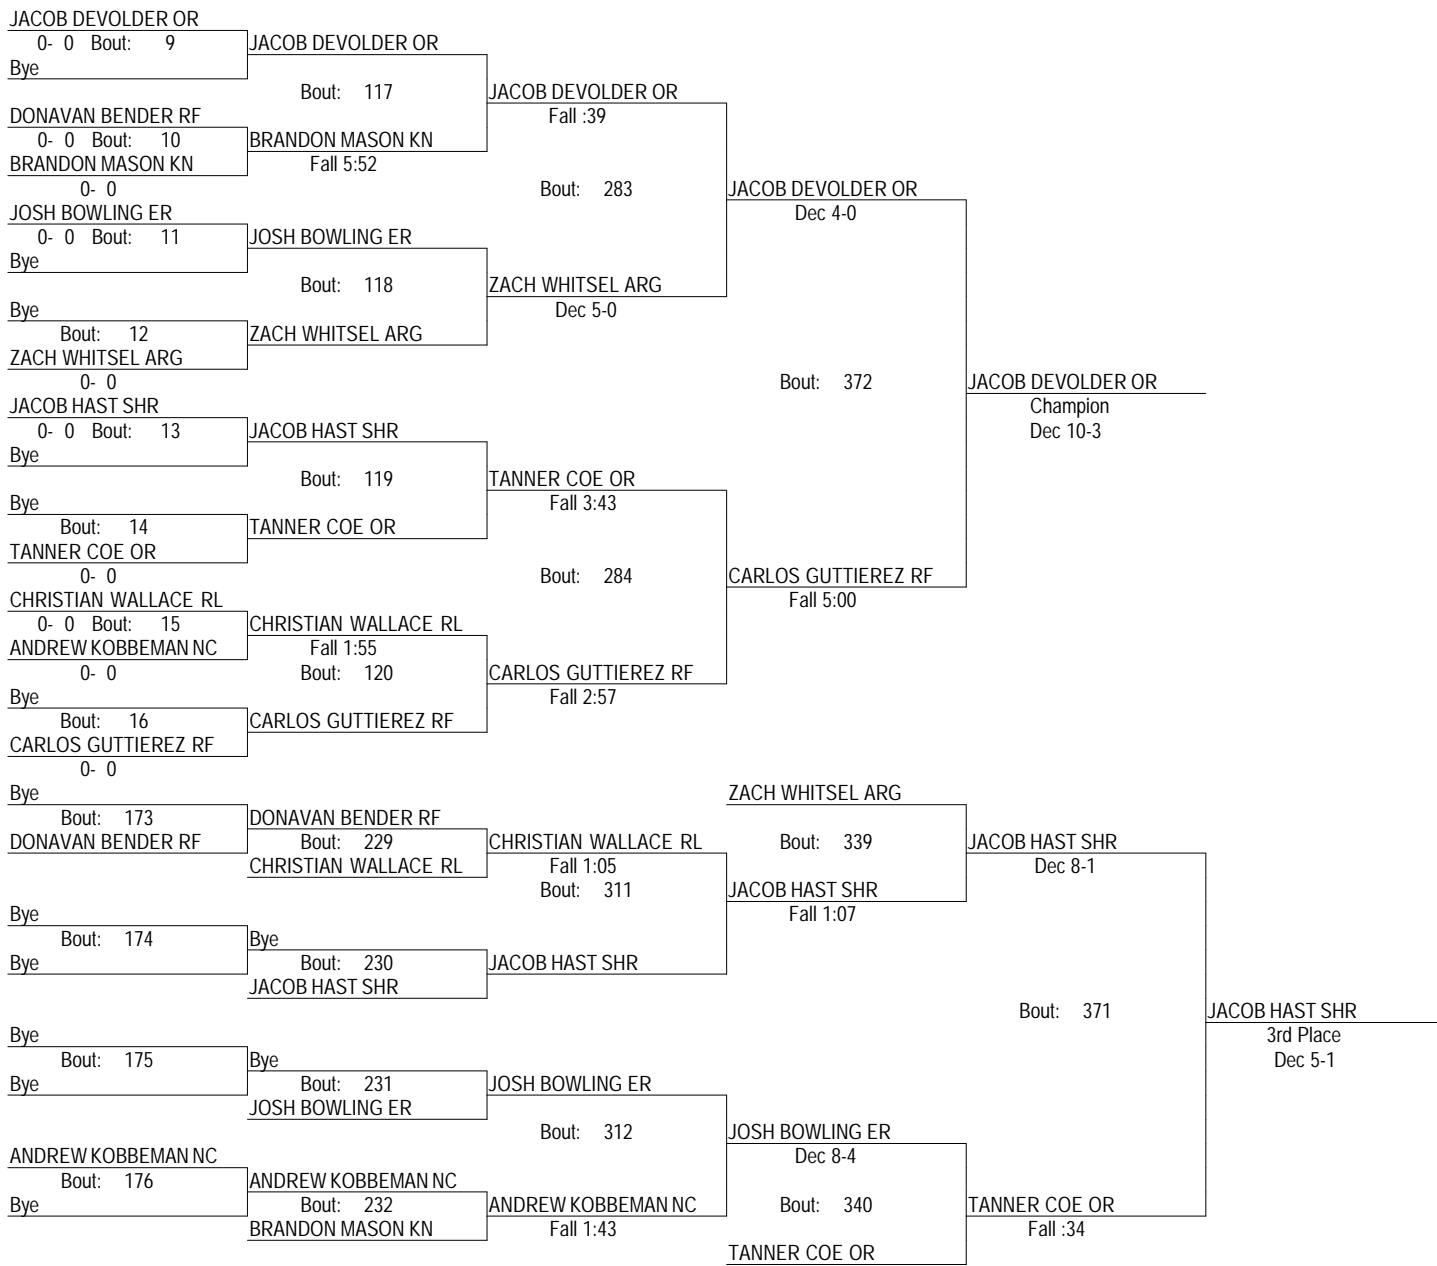 JACOB DEVOLDER OR
0- 0 Bout: 9 JACOB DEVOLDER OR
Bye
Bout: 117 JACOB DEVOLDER OR
DONAVAN BENDER RF Fall :39
0- 0 Bout: 10 BRANDON MASON KN
BRANDON MASON KN Fall 5:52
0- 0 Bout: 283 JACOB DEVOLDER OR
JOSH BOWLING ER Dec 4-0
0- 0 Bout: 11 JOSH BOWLING ER
Bye
Bout: 118 ZACH WHITSEL ARG
Bye Dec 5-0
Bout: 12 ZACH WHITSEL ARG
ZACH WHITSEL ARG
0- 0 Bout: 372 JACOB DEVOLDER OR
JACOB HAST SHR Champion
0- 0 Bout: 13 JACOB HAST SHR Dec 10-3
Bye
Bout: 119 TANNER COE OR
Bye Fall 3:43
Bout: 14 TANNER COE OR
TANNER COE OR
0- 0 Bout: 284 CARLOS GUTTIEREZ RF
CHRISTIAN WALLACE RL Fall 5:00
0- 0 Bout: 15 CHRISTIAN WALLACE RL
ANDREW KOBBEMAN NC Fall 1:55
0- 0 Bout: 120 CARLOS GUTTIEREZ RF
Bye Fall 2:57
Bout: 16 CARLOS GUTTIEREZ RF
CARLOS GUTTIEREZ RF
0- 0
Bye ZACH WHITSEL ARG
Bout: 173 DONAVAN BENDER RF
DONAVAN BENDER RF Bout: 229 CHRISTIAN WALLACE RL Bout: 339 JACOB HAST SHR
CHRISTIAN WALLACE RL Fall 1:05 Dec 8-1
Bout: 311 JACOB HAST SHR
Bye Fall 1:07
Bout: 174 Bye
Bye Bout: 230 JACOB HAST SHR
JACOB HAST SHR
Bout: 371 JACOB HAST SHR
Bye 3rd Place
Bout: 175 Bye Dec 5-1
Bye Bout: 231 JOSH BOWLING ER
JOSH BOWLING ER
Bout: 312 JOSH BOWLING ER
ANDREW KOBBEMAN NC Dec 8-4
Bout: 176 ANDREW KOBBEMAN NC
Bye Bout: 232 ANDREW KOBBEMAN NC Bout: 340 TANNER COE OR
BRANDON MASON KN Fall 1:43 Fall :34
TANNER COE OR